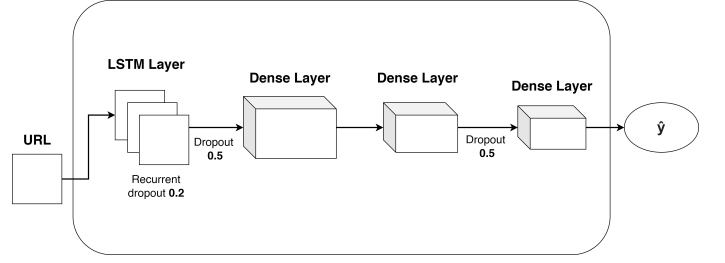 URL
LSTM Layer
Recurrent
dropout 0.2
Dropout
0.5
Dense Layer
Dense Layer
Dropout
0.5
Dense Layer
ŷ